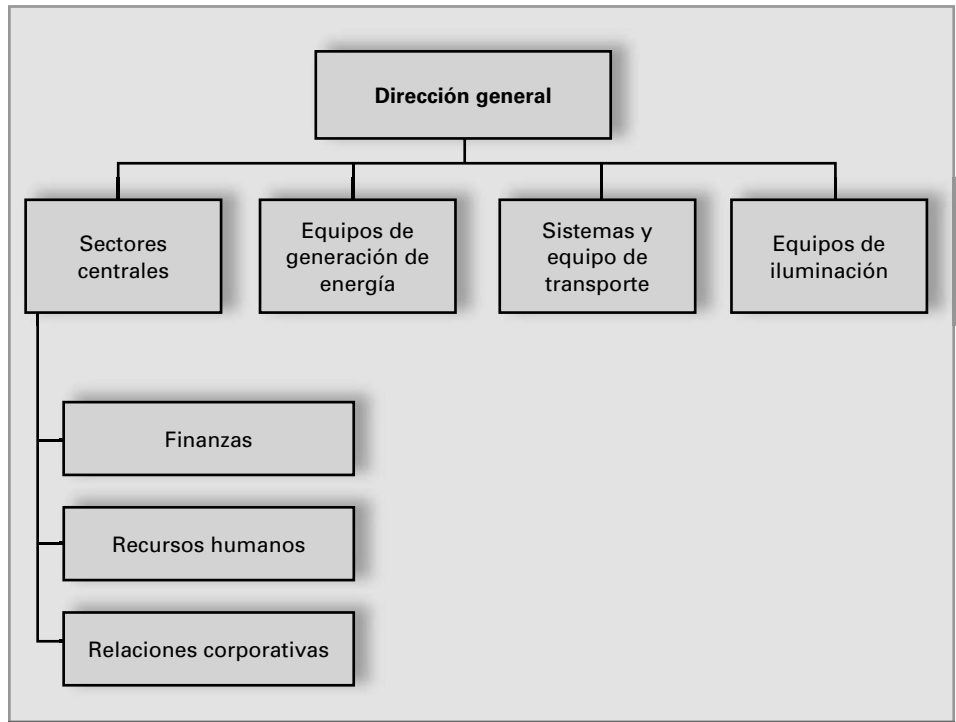 Dirección general
Sectores
centrales
Equipos de
generación de
energía
Sistemas y
equipo de
transporte
Equipos de
iluminación
Finanzas
Recursos humanos
Relaciones corporativas